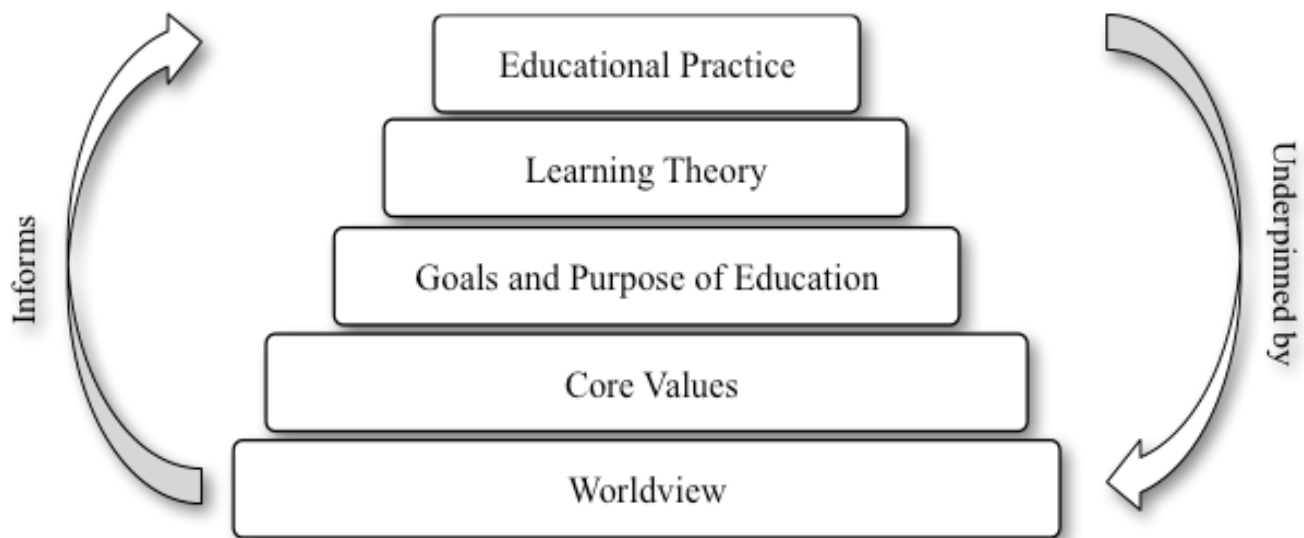 Educational Practice
Learning Theory
Goals and Purpose of Education
Core Values
Worldview
Informs
Underpinned by